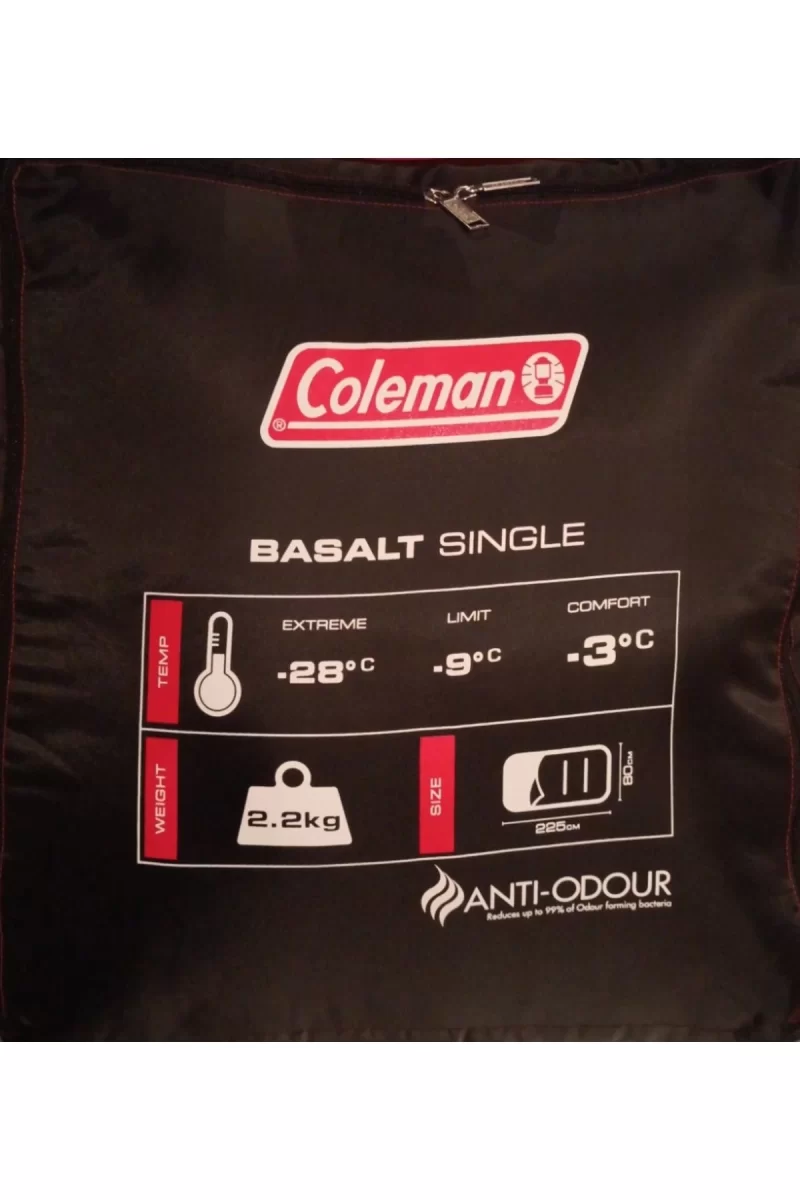 Coleman
®
BASALT SINGLE
TEMP
EXTREME
LIMIT
COMFORT
-28°C
-9°C
-3°C
WEIGHT
2.2kg
SIZE
80CM
225CM
ANTI-ODOUR
Reduces up to 99% of Odour forming bacteria